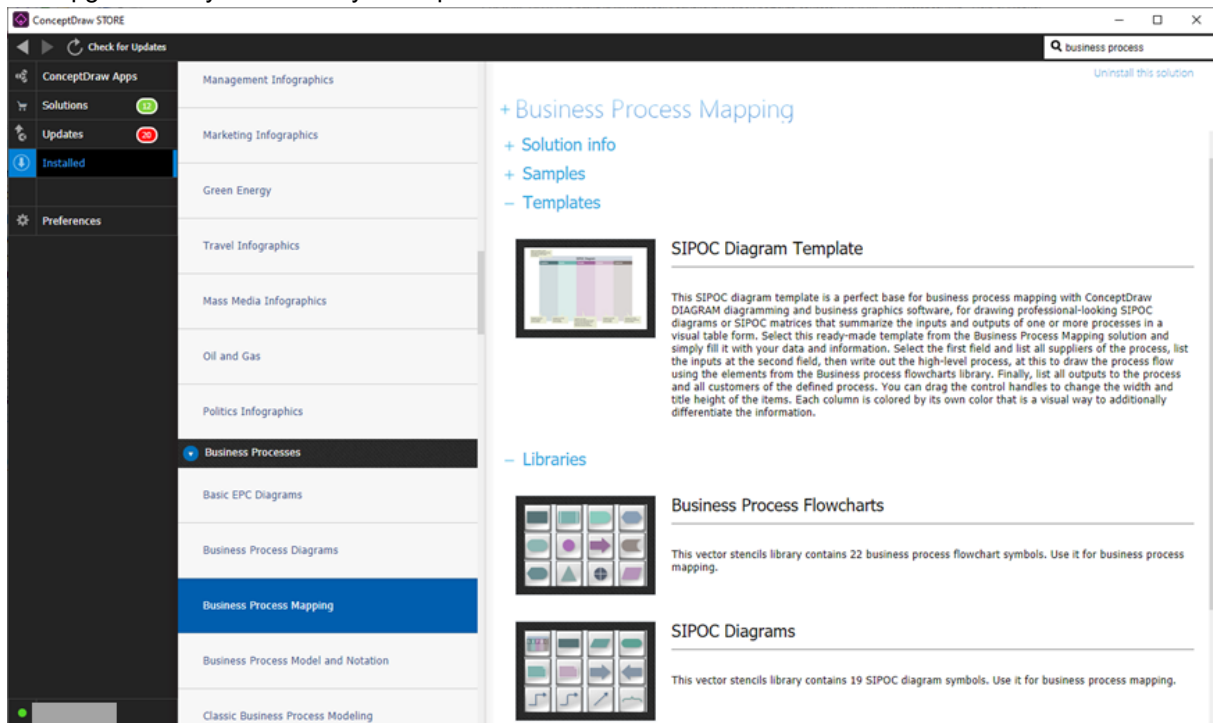 ConceptDraw STORE
Check for Updates
business process
ConceptDraw Apps
Solutions
12
Updates
20
Installed
Preferences
Management Infographics
Marketing Infographics
Green Energy
Travel Infographics
Mass Media Infographics
Oil and Gas
Politics Infographics
Business Processes
Basic EPC Diagrams
Business Process Diagrams
Business Process Mapping
Business Process Model and Notation
Classic Business Process Modeling
Uninstall this solution
+ Business Process Mapping
+ Solution info
+ Samples
– Templates
SIPOC Diagram Template
This SIPOC diagram template is a perfect base for business process mapping with ConceptDraw
DIAGRAM diagramming and business graphics software, for drawing professional-looking SIPOC
diagrams or SIPOC matrices that summarize the inputs and outputs of one or more processes in a
visual table form. Select this ready-made template from the Business Process Mapping solution and
simply fill it with your data and information. Select the first field and list all suppliers of the process, list
the inputs at the second field, then write out the high-level process, at this to draw the process flow
using the elements from the Business process flowcharts library. Finally, list all outputs to the process
and all customers of the defined process. You can drag the control handles to change the width and
title height of the items. Each column is colored by its own color that is a visual way to additionally
differentiate the information.
– Libraries
Business Process Flowcharts
This vector stencils library contains 22 business process flowchart symbols. Use it for business process
mapping.
SIPOC Diagrams
This vector stencils library contains 19 SIPOC diagram symbols. Use it for business process mapping.